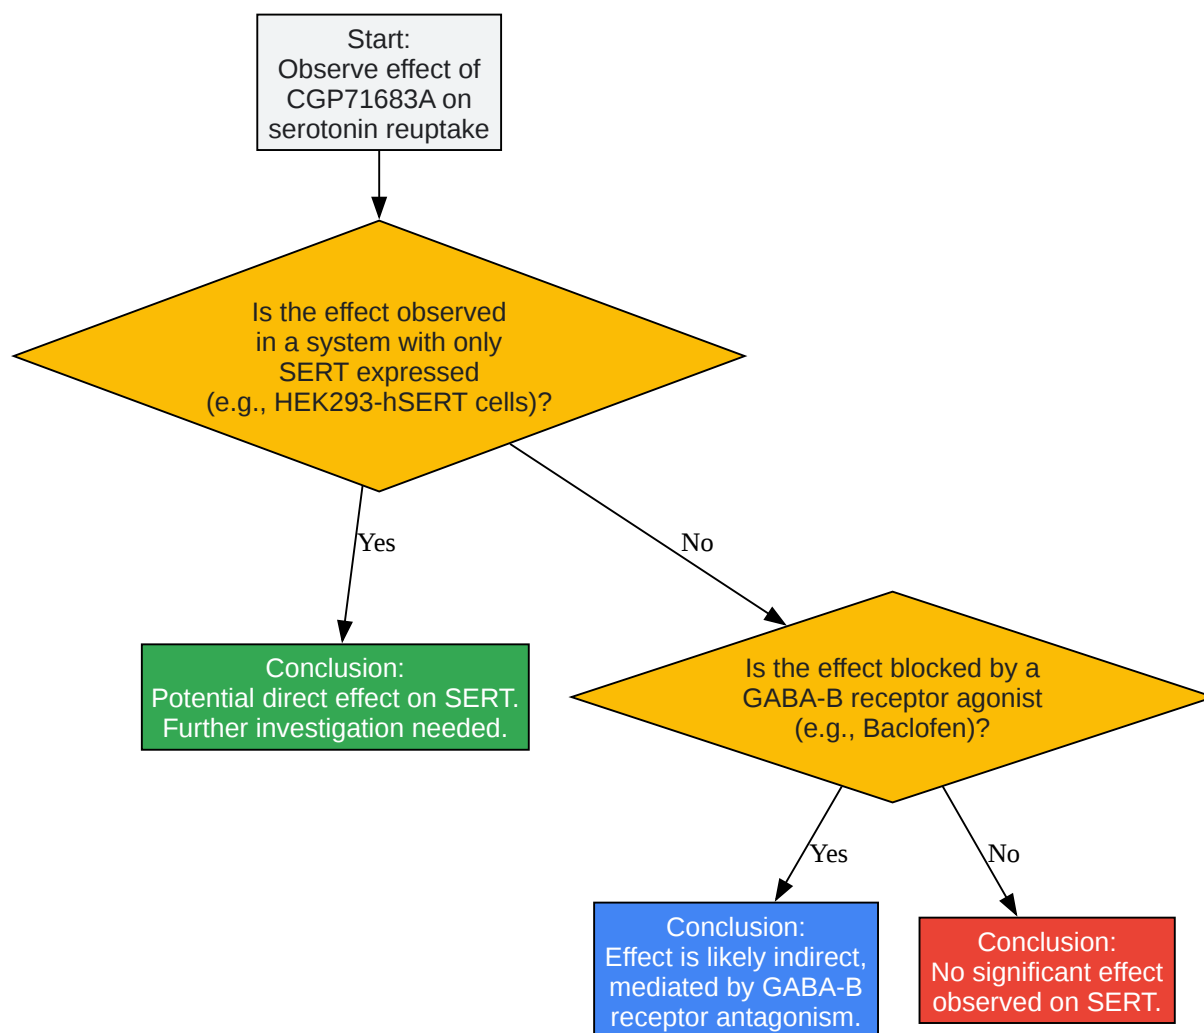 Start:
Observe effect of
CGP71683A on
serotonin reuptake
Is the effect observed
in a system with only
SERT expressed
(e.g., HEK293-hSERT cells)?
Yes
No
Conclusion:
Potential direct effect on SERT.
Further investigation needed.
Is the effect blocked by a
GABA-B receptor agonist
(e.g., Baclofen)?
Yes
No
Conclusion:
Effect is likely indirect,
mediated by GABA-B
receptor antagonism.
Conclusion:
No significant effect
observed on SERT.